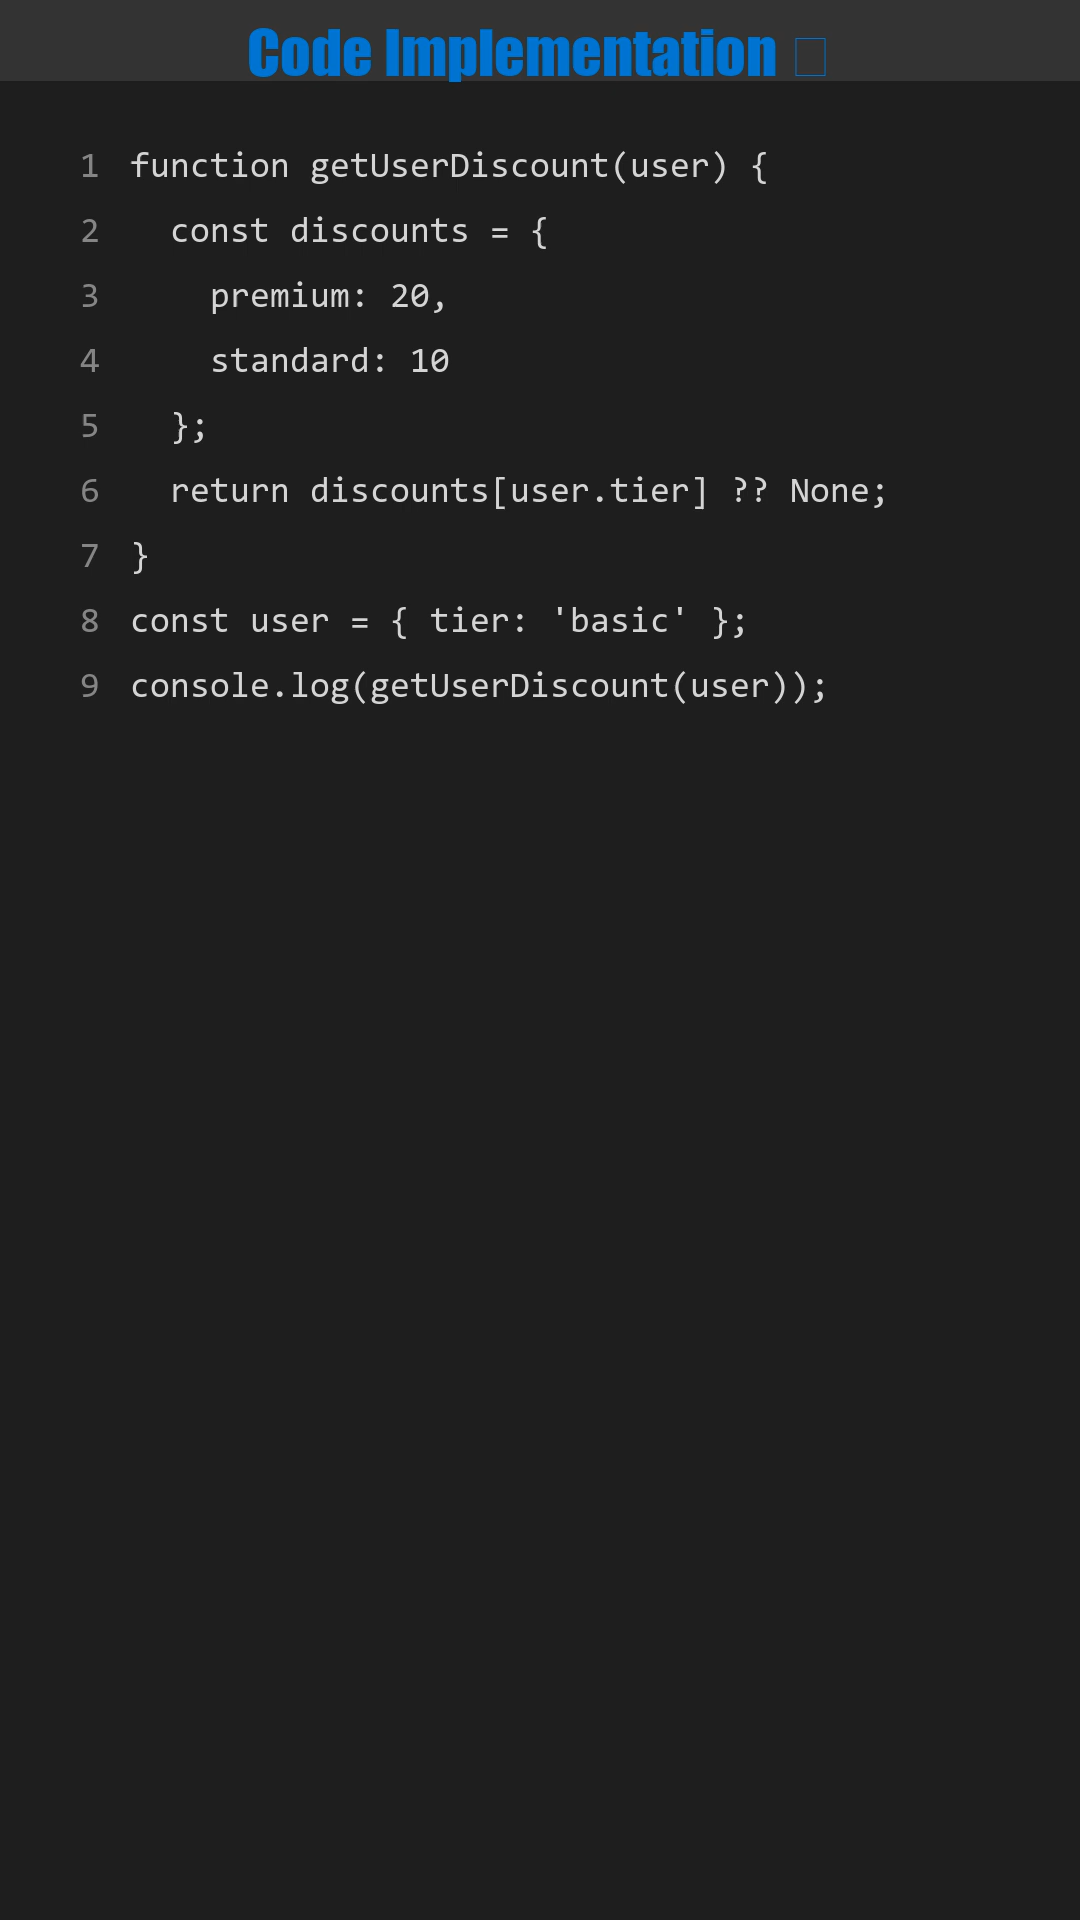 Code Implementation
1 function getUserDiscount(user) {
2   const discounts = {
3     premium: 20,
4     standard: 10
5   };
6   return discounts[user.tier] ?? None;
7 }
8 const user = { tier: 'basic' };
9 console.log(getUserDiscount(user));